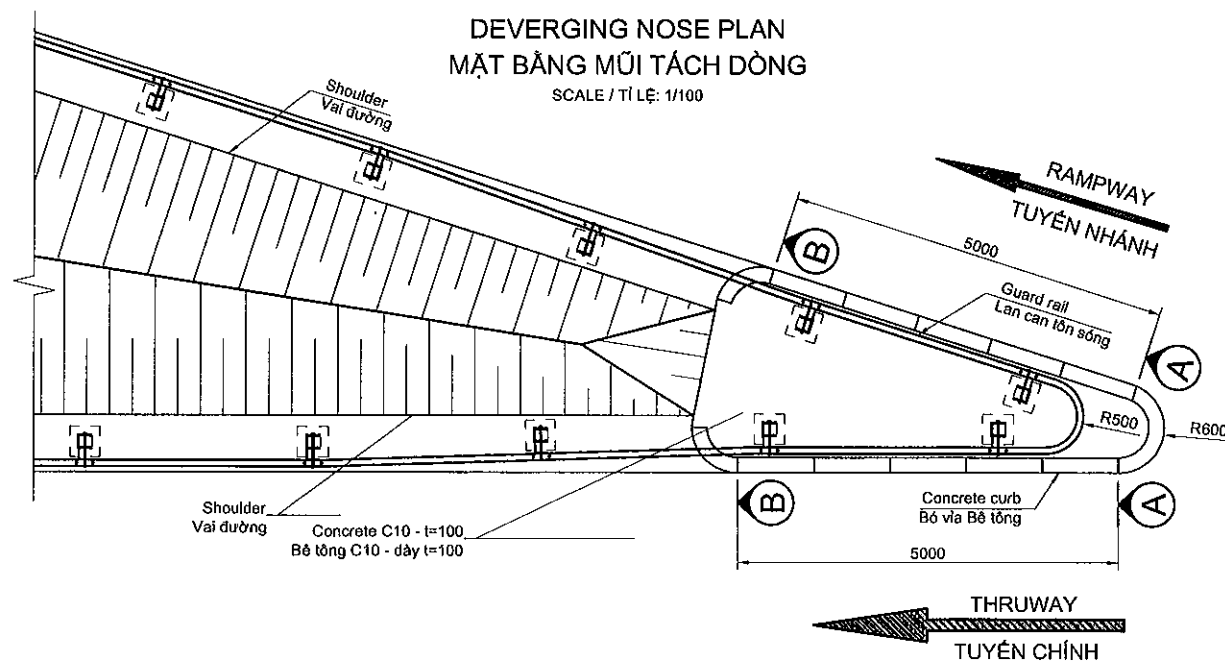 DEVERGING NOSE PLAN
MẶT BẰNG MŨI TÁCH DÒNG
SCALE / TỈ LỆ: 1/100
Shoulder
Vai đường
RAMPWAY
TUYẾN NHÁNH
5000
B
Guard rail
Lan can tôn sóng
A
R500
R600
Shoulder
Vai đường
Concrete C10 - t=100
Bê tông C10 - dày t=100
B
Concrete curb
Bó vỉa Bê tông
A
5000
THRUWAY
TUYẾN CHÍNH